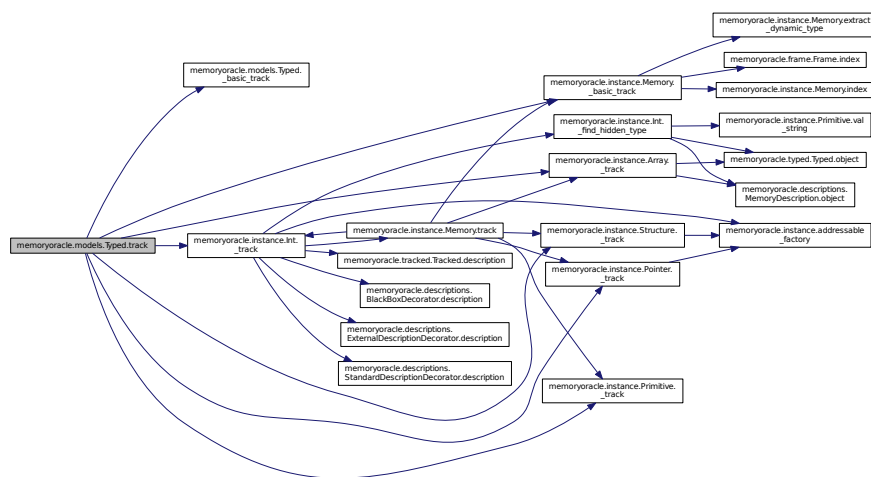 memoryoracle.models.Typed.track
memoryoracle.models.Typed.
_basic_track
memoryoracle.instance.Int.
_track
memoryoracle.instance.Memory.track
memoryoracle.tracked.Tracked.description
memoryoracle.descriptions.
BlackBoxDecorator.description
memoryoracle.descriptions.
ExternalDescriptionDecorator.description
memoryoracle.descriptions.
StandardDescriptionDecorator.description
memoryoracle.instance.Memory.
_basic_track
memoryoracle.instance.Int.
_find_hidden_type
memoryoracle.instance.Array.
_track
memoryoracle.instance.Structure.
_track
memoryoracle.instance.Pointer.
_track
memoryoracle.instance.Primitive.
_track
memoryoracle.instance.Memory.extract
_dynamic_type
memoryoracle.frame.Frame.index
memoryoracle.instance.Memory.index
memoryoracle.instance.Primitive.val
_string
memoryoracle.typed.Typed.object
memoryoracle.descriptions.
MemoryDescription.object
memoryoracle.instance.addressable
_factory